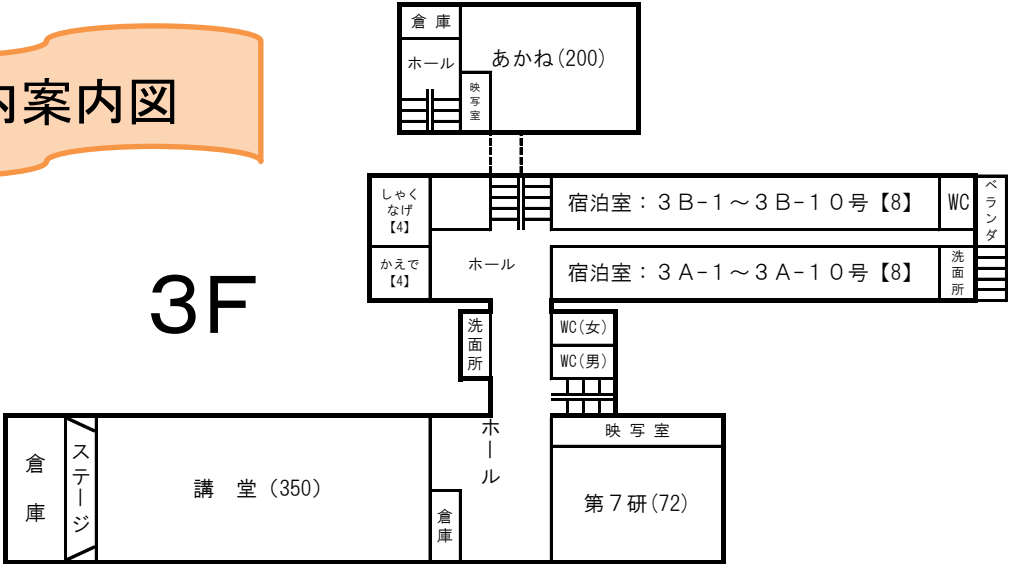 内案内図
3F
倉 庫
ホール
映写室
あかね(200)
しゃく
なげ
【4】
かえで
【4】
ホール
宿泊室：３Ｂ-１～３Ｂ-１０号【8】
WC
ベランダ
宿泊室：３Ａ-１～３Ａ-１０号【8】
洗面所
洗面所
WC(女)
WC(男)
ホール
倉庫
ステージ
講　堂（350）
倉庫
映 写 室
第７研(72)